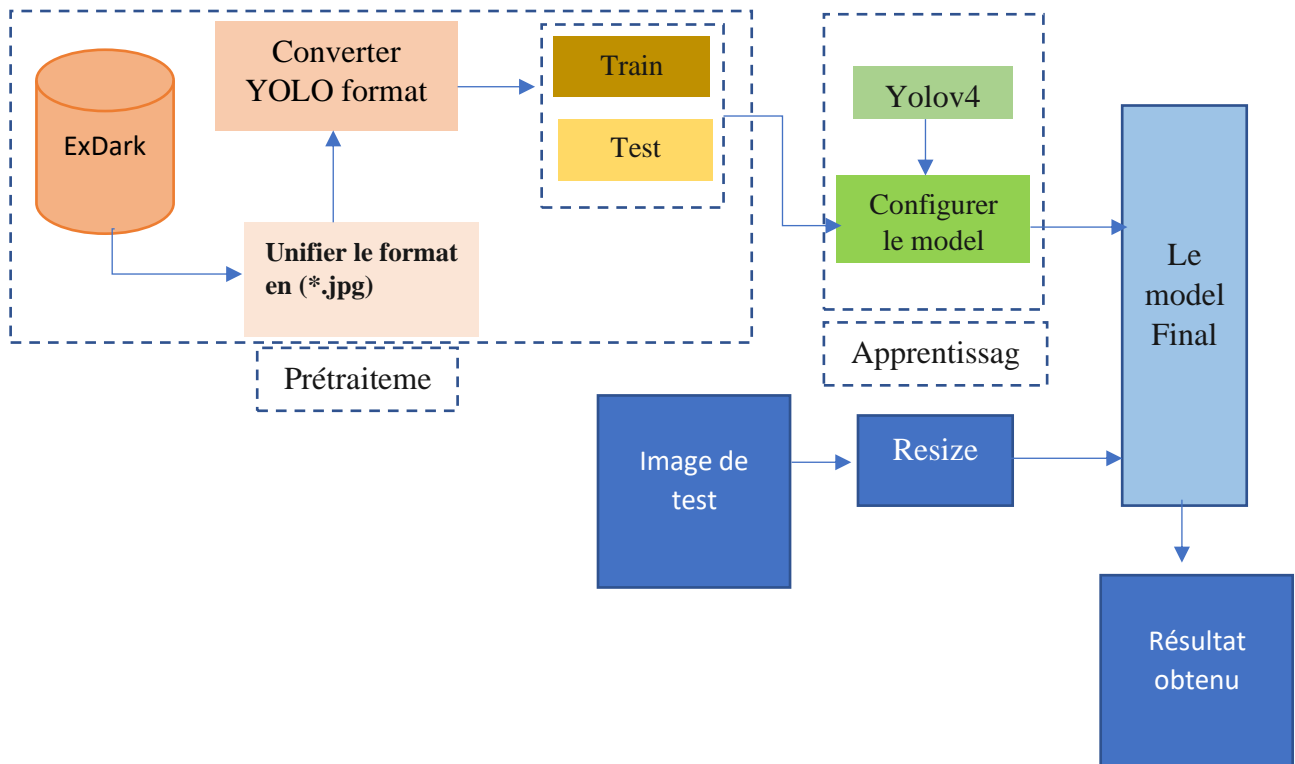 ExDark
Converter
YOLO format
Unifier le format
en (*.jpg)
Train
Test
Prétraiteme
Yolov4
Configurer
le model
Apprentissag
Le
model
Final
Image de
test
Resize
Résultat
obtenu